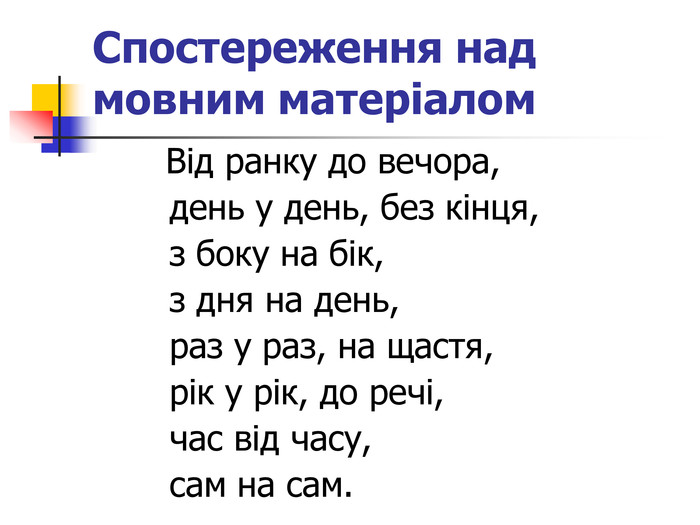 Спостереження над
мовним матеріалом
Від ранку до вечора,
день у день, без кінця,
з боку на бік,
з дня на день,
раз у раз, на щастя,
рік у рік, до речі,
час від часу,
сам на сам.